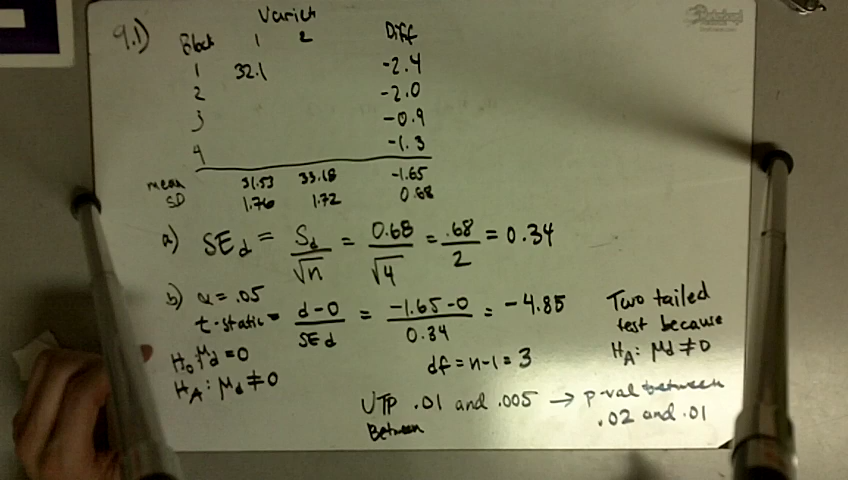 9.1)
Variety
Block 1 2 Diff
1 32.1 -2.4
2 -2.0
3 -0.9
4 -1.3
mean 31.53 33.18 -1.65
SD 1.76 1.72 0.68
a) SEd = Sd/√n = 0.68/√4 = .68/2 = 0.34
b) α = .05
t-static = d-0/SEd = -1.65-0/0.34 = -4.85
Two tailed
test because
HA: μd ≠ 0
H0 μd = 0
HA: μd ≠ 0
df = n-1 = 3
UTP .01 and .005 → p-val between
Between
.02 and .01